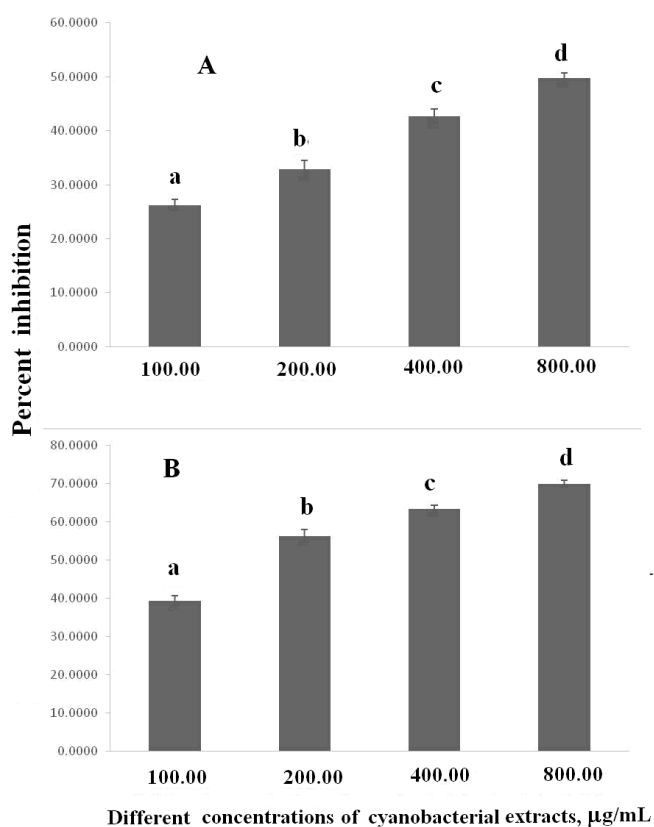 Percent inhibition
A
60.0000
50.0000
40.0000
30.0000
20.0000
10.0000
0.0000
a
b
c
d
100.00 200.00 400.00 800.00
B
80.0000
70.0000
60.0000
50.0000
40.0000
30.0000
20.0000
10.0000
0.0000
a
b
c
d
100.00 200.00 400.00 800.00
Different concentrations of cyanobacterial extracts, µg/mL